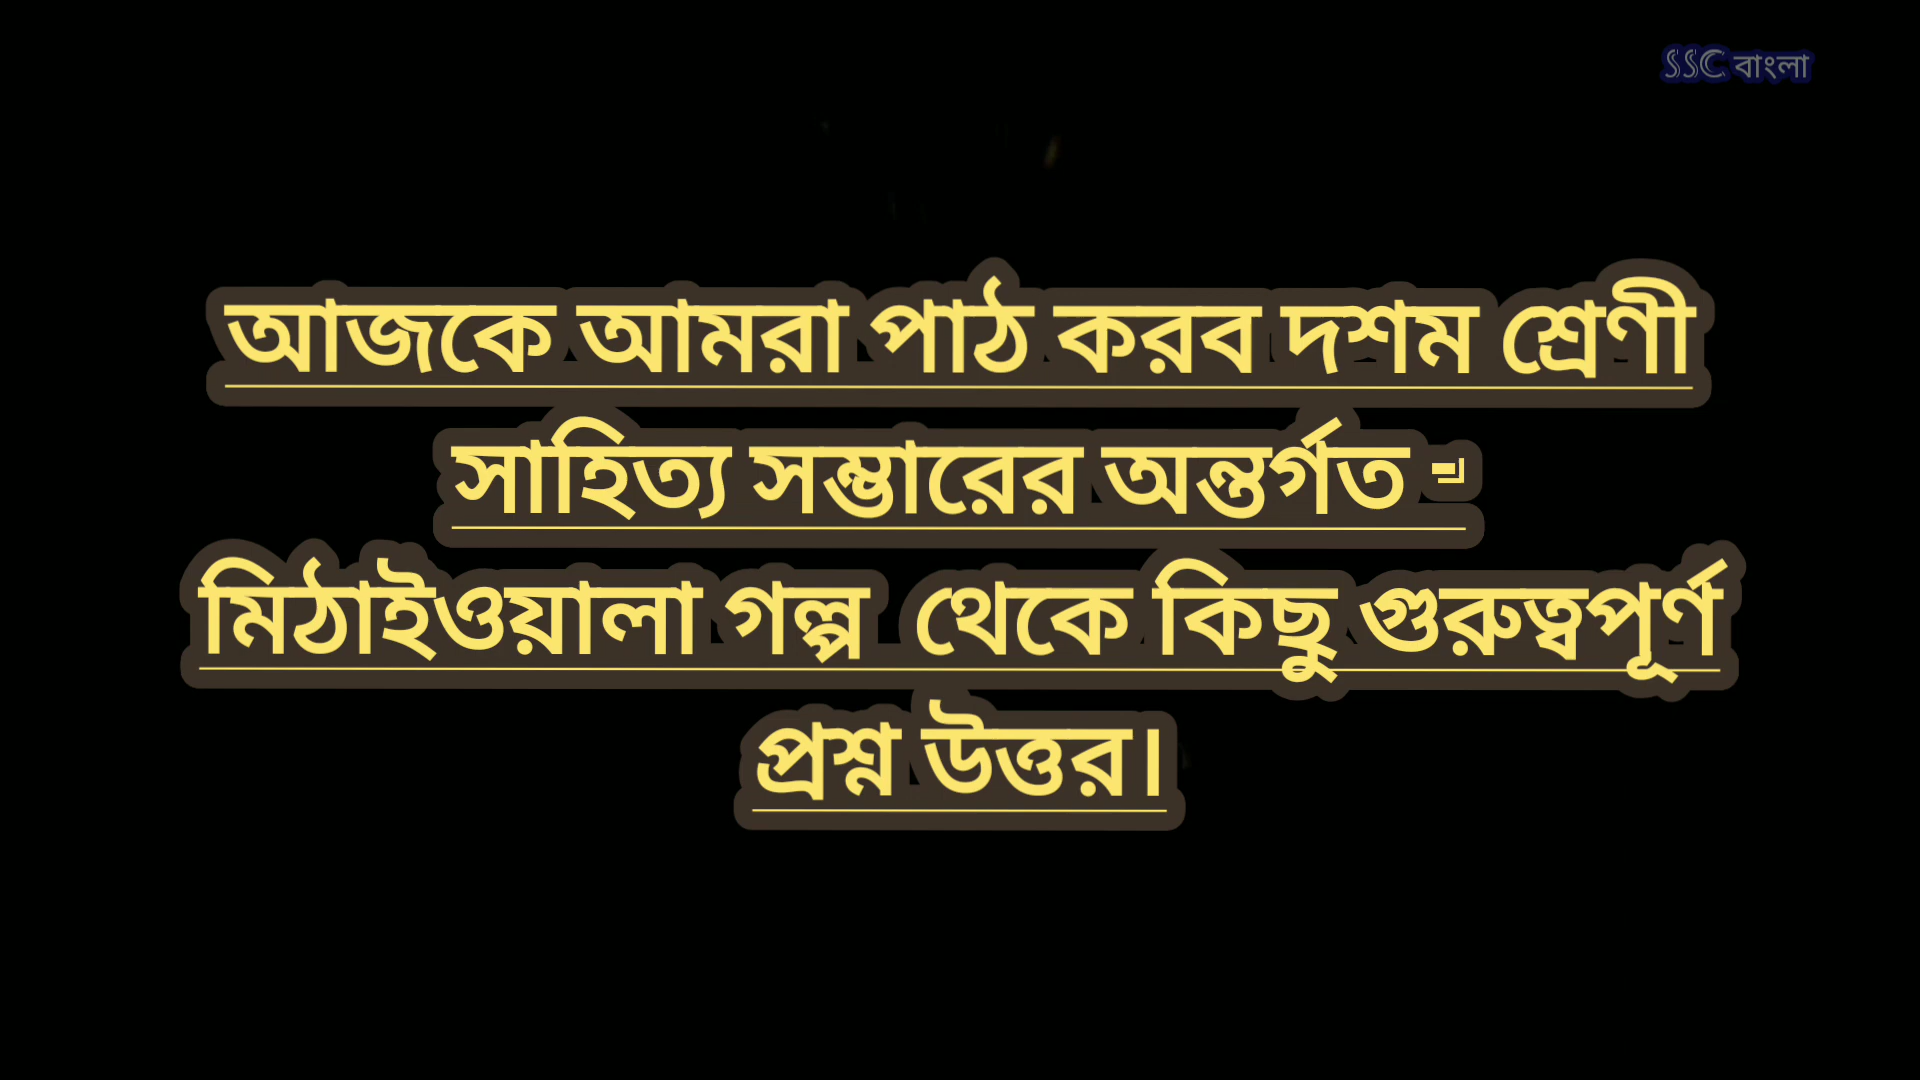 SSC বাংলা
আজকে আমরা পাঠ করব দশম শ্রেণী
সাহিত্য সম্ভারের অন্তর্গত 『
মিঠাইওয়ালা গল্প থেকে কিছু গুরুত্বপূর্ণ
প্রশ্ন উত্তর।